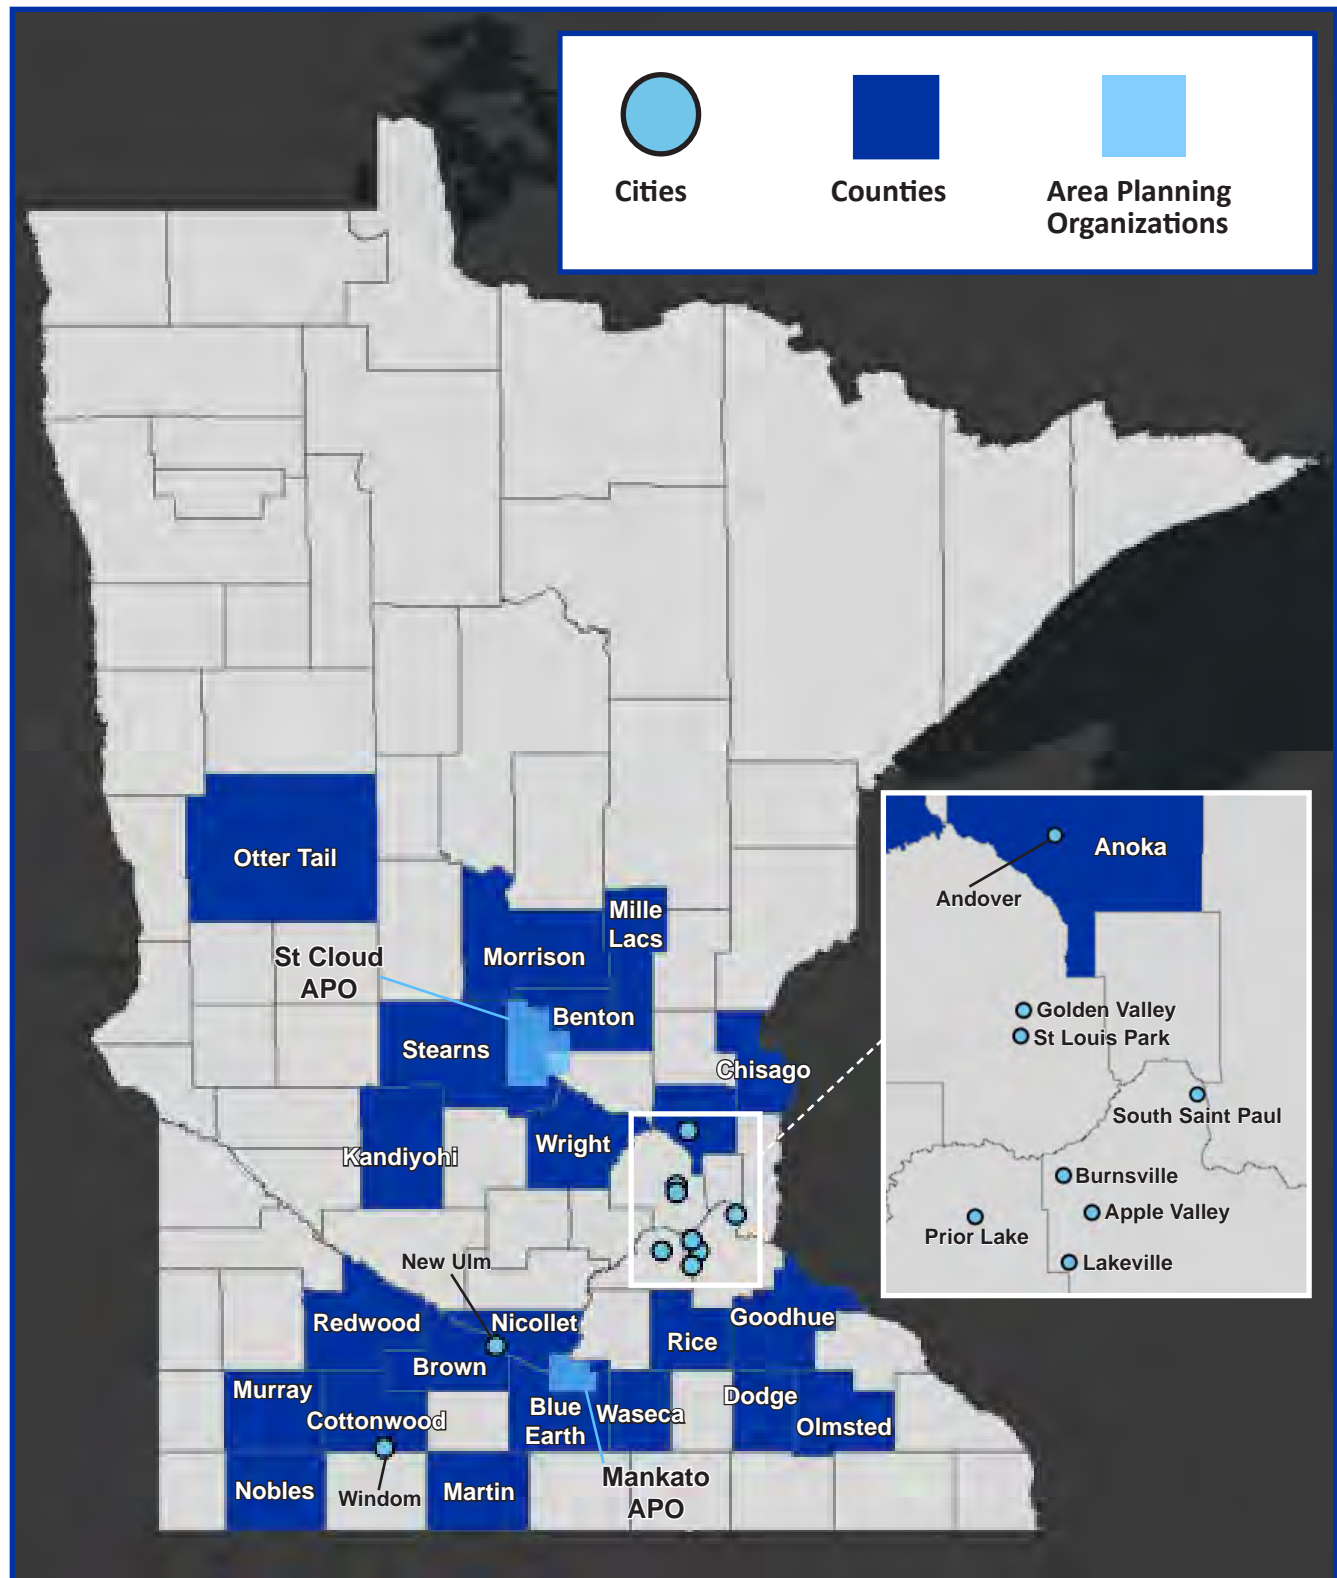 Cities
Counties
Area Planning
Organizations
Otter Tail
Mille
Lacs
Morrison
St Cloud
APO
Benton
Stearns
Chisago
Wright
Kandiyohi
New Ulm
Redwood
Nicollet
Goodhue
Rice
Brown
Murray
Cottonwood
Blue
Earth
Waseca
Dodge
Olmsted
Nobles
Windom
Martin
Mankato
APO
Anoka
Andover
Golden Valley
St Louis Park
South Saint Paul
Burnsville
Apple Valley
Prior Lake
Lakeville